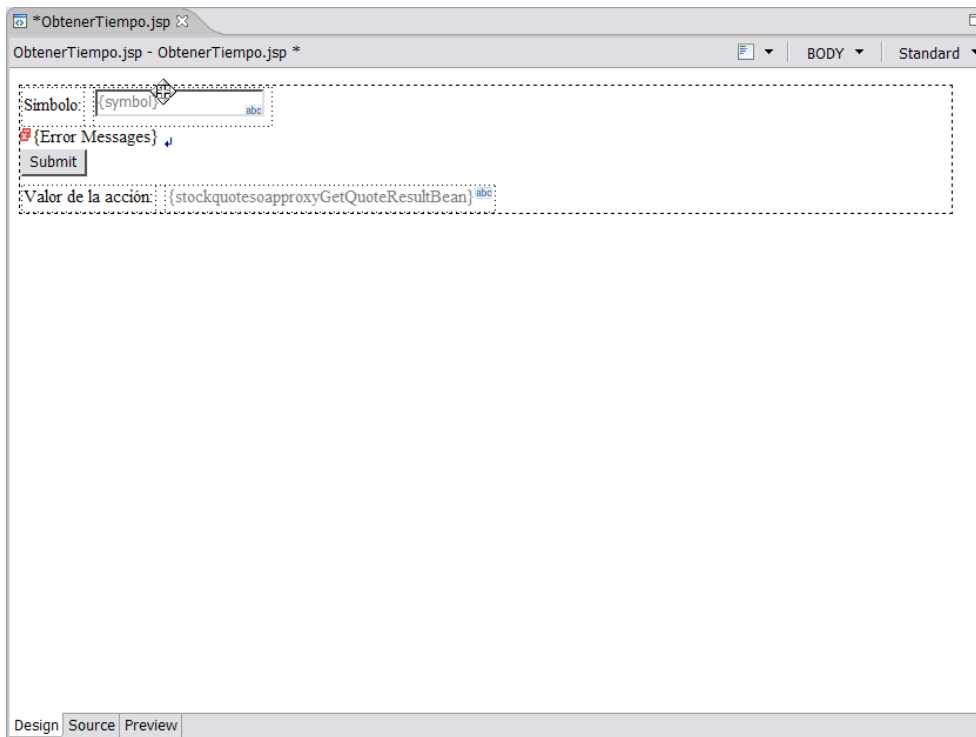 *ObtenerTiempo.jsp
ObtenerTiempo.jsp - ObtenerTiempo.jsp * BODY Standard
Simbolo: {symbol} abc
{Error Messages}
Submit
Valor de la acción: {stockquotesoapproxyGetQuoteResultBean} abc
Design Source Preview